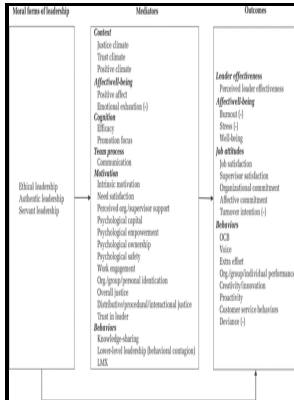 Moral forms of leadership
Ethical leadership
Authentic leadership
Servant leadership
Mediators
Context
Justice climate
Trust climate
Positive climate
Affect/well-being
Positive affect
Emotional exhaustion (-)
Cognition
Efficacy
Promotion focus
Team process
Communication
Motivation
Intrinsic motivation
Need satisfaction
Perceived org./supervisor support
Psychological capital
Psychological empowerment
Psychological ownership
Psychological safety
Work engagement
Org./group/personal identication
Overall justice
Distributive/procedural/interactional justice
Trust in leader
Behaviors
Knowledge-sharing
Lower-level leadership (behavioral contagion)
LMX
Outcomes
Leader effectiveness
Perceived leader effectiveness
Affect/well-being
Burnout (-)
Stress (-)
Well-being
Job attitudes
Job satisfaction
Supervisor satisfaction
Organizational commitment
Affective commitment
Turnover intention (-)
Behaviors
OCB
Voice
Extra effort
Org./group/individual performance
Creativity/innovation
Proactivity
Customer service behaviors
Deviance (-)